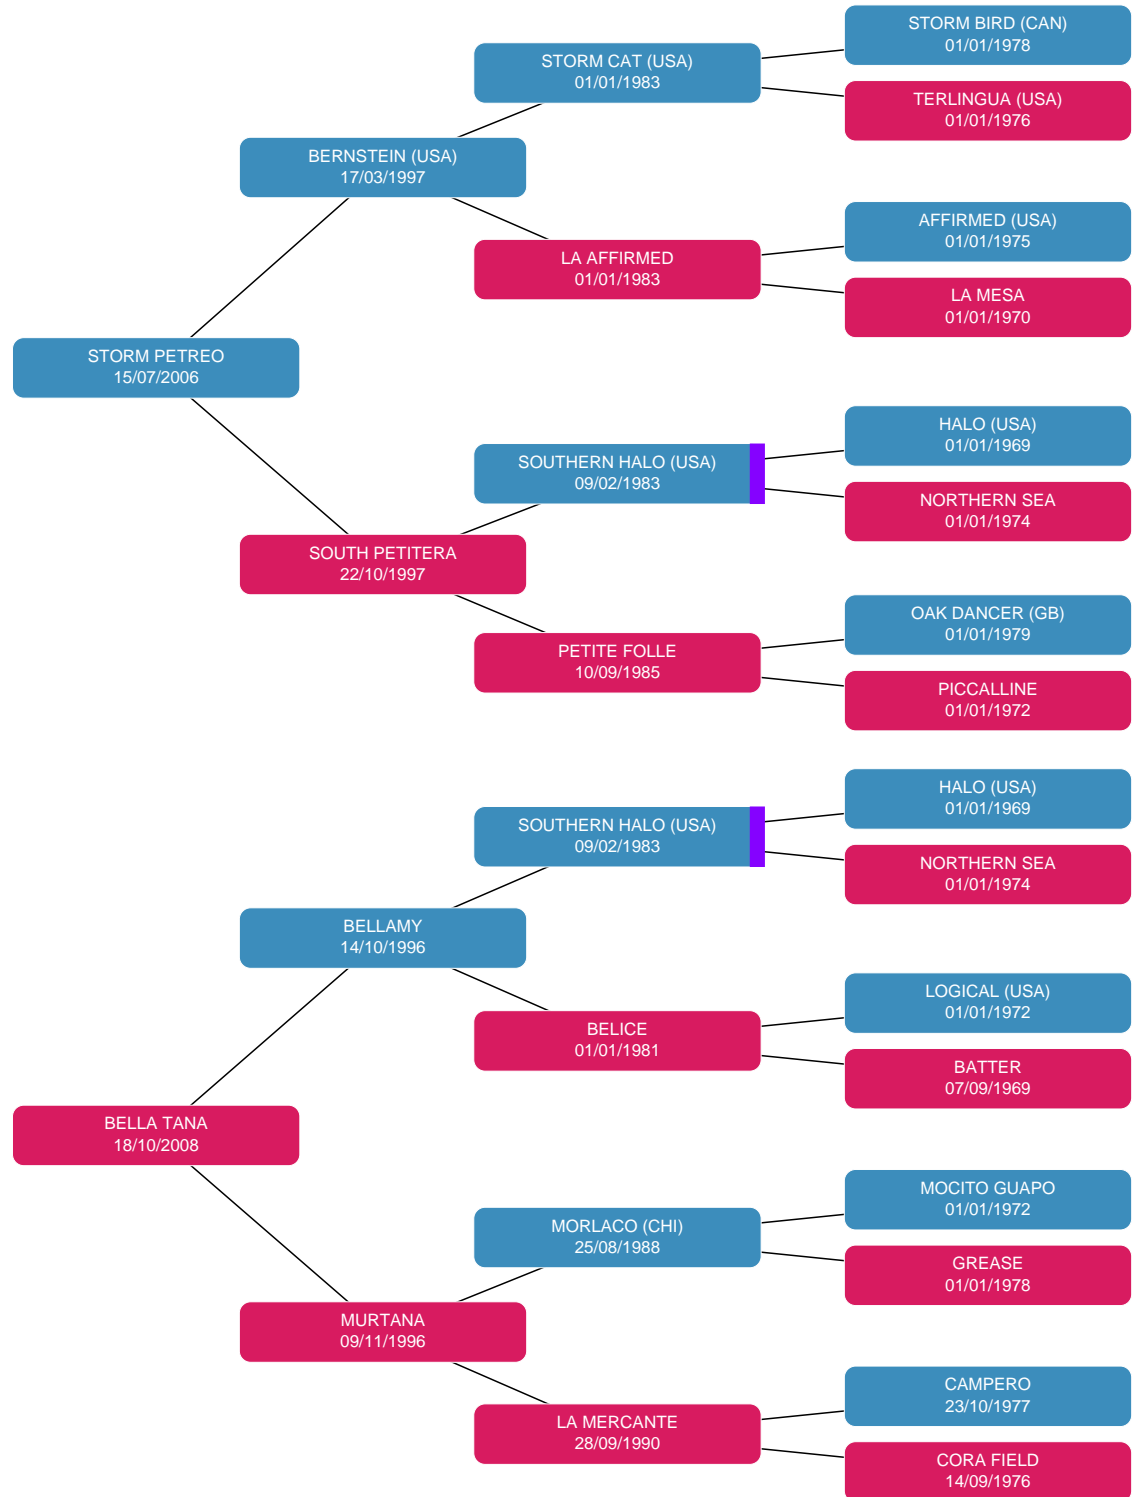 STORM BIRD (CAN)
01/01/1978
STORM CAT (USA)
01/01/1983
TERLINGUA (USA)
01/01/1976
BERNSTEIN (USA)
17/03/1997
AFFIRMED (USA)
01/01/1975
LA AFFIRMED
01/01/1983
LA MESA
01/01/1970
STORM PETREO
15/07/2006
HALO (USA)
01/01/1969
SOUTHERN HALO (USA)
09/02/1983
NORTHERN SEA
01/01/1974
SOUTH PETITERA
22/10/1997
OAK DANCER (GB)
01/01/1979
PETITE FOLLE
10/09/1985
PICCALLINE
01/01/1972
HALO (USA)
01/01/1969
SOUTHERN HALO (USA)
09/02/1983
NORTHERN SEA
01/01/1974
BELLAMY
14/10/1996
LOGICAL (USA)
01/01/1972
BELICE
01/01/1981
BATTER
07/09/1969
BELLA TANA
18/10/2008
MOCITO GUAPO
01/01/1972
MORLACO (CHI)
25/08/1988
GREASE
01/01/1978
MURTANA
09/11/1996
CAMPERO
23/10/1977
LA MERCANTE
28/09/1990
CORA FIELD
14/09/1976